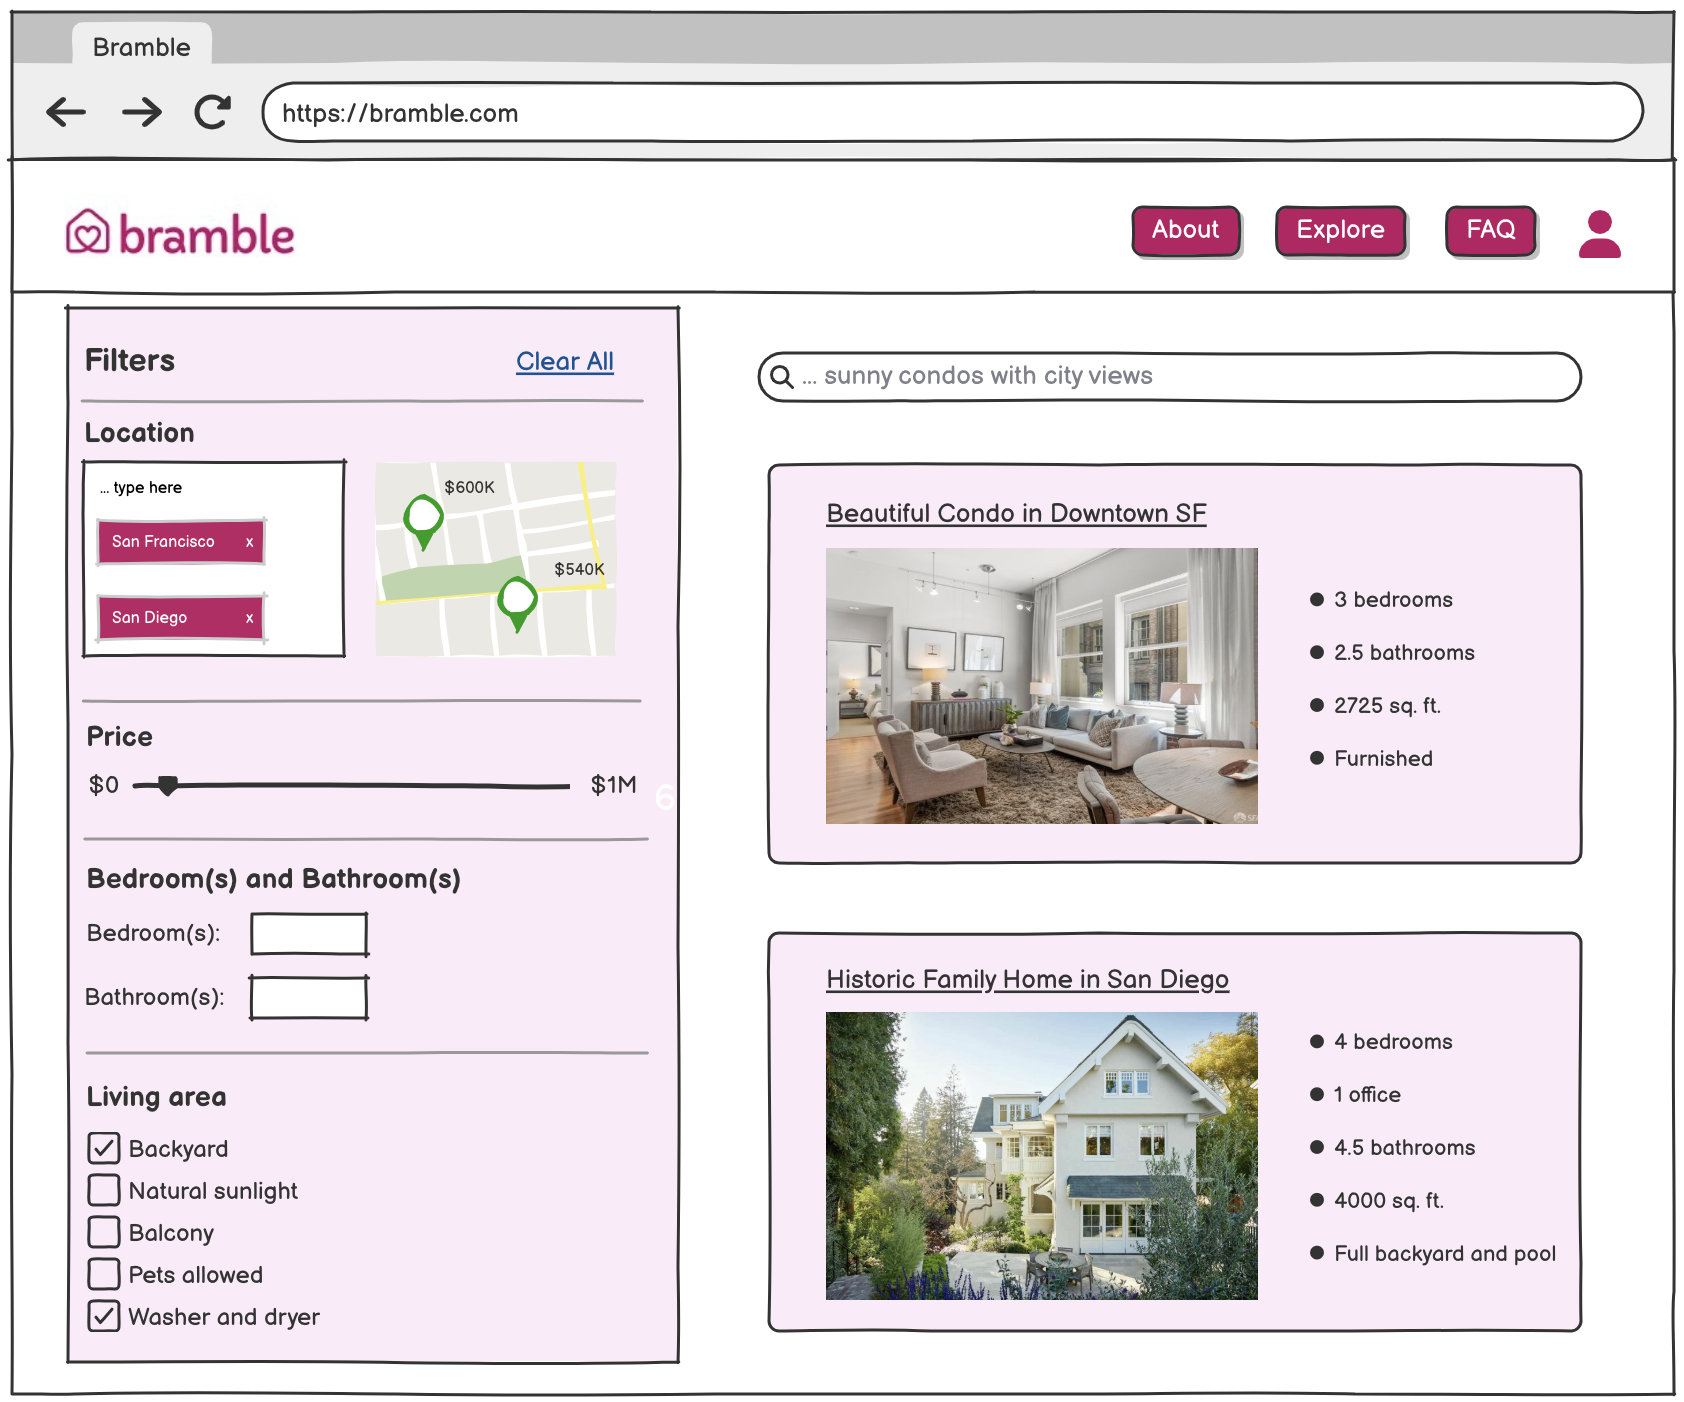 Bramble
https://bramble.com
bramble
About
Explore
FAQ
Filters
Clear All
Location
... type here
San Francisco x
San Diego x
$600K
$540K
Price
$0
$1M
6
Bedroom(s) and Bathroom(s)
Bedroom(s):
Bathroom(s):
Living area
Backyard
Natural sunlight
Balcony
Pets allowed
Washer and dryer
... sunny condos with city views
Beautiful Condo in Downtown SF
3 bedrooms
2.5 bathrooms
2725 sq. ft.
Furnished
Historic Family Home in San Diego
4 bedrooms
1 office
4.5 bathrooms
4000 sq. ft.
Full backyard and pool